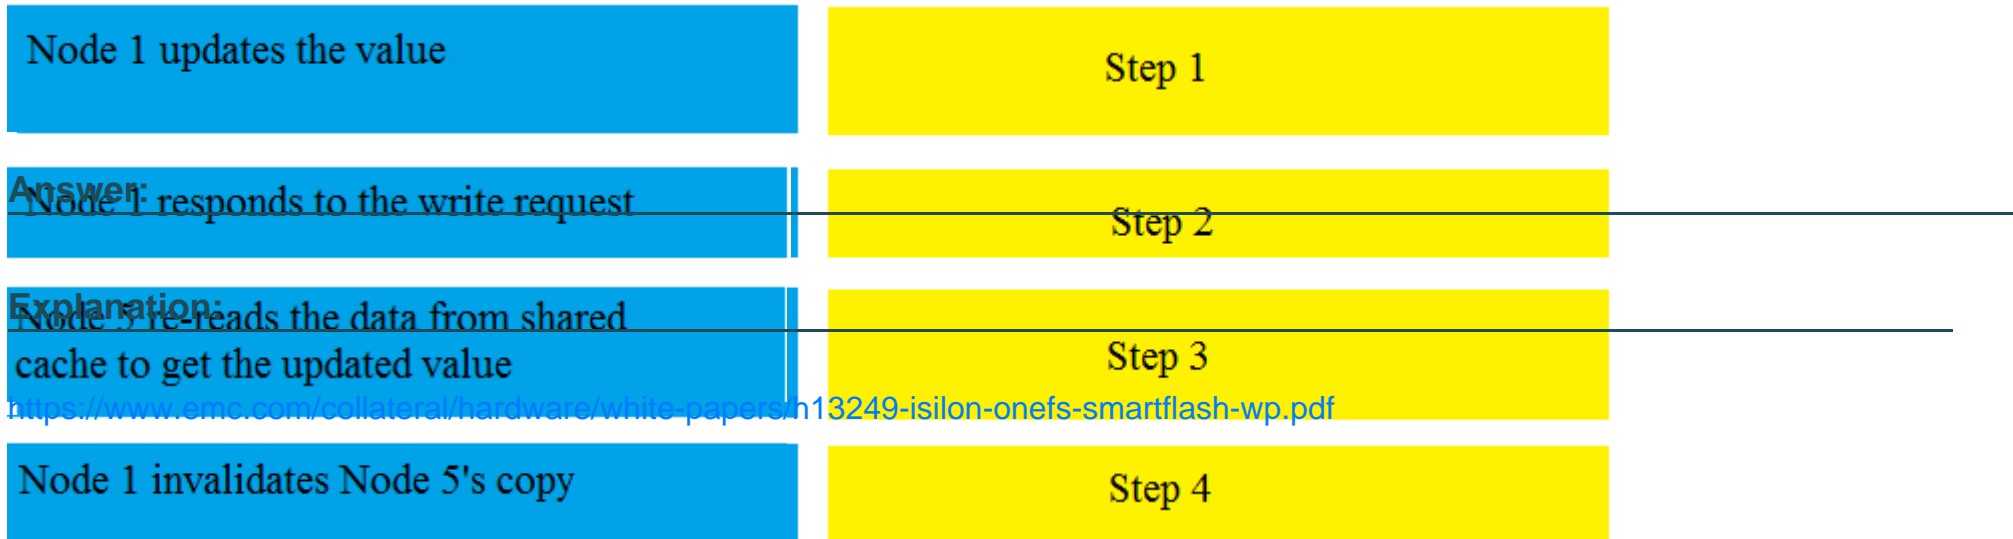 Node 1 updates the value
Step 1
Answer:
Node 1 responds to the write request
Step 2
Explanation:
Node 5 re-reads the data from shared
cache to get the updated value
Step 3
https://www.emc.com/collateral/hardware/white-papers/h13249-isilon-onefs-smartflash-wp.pdf
Node 1 invalidates Node 5's copy
Step 4